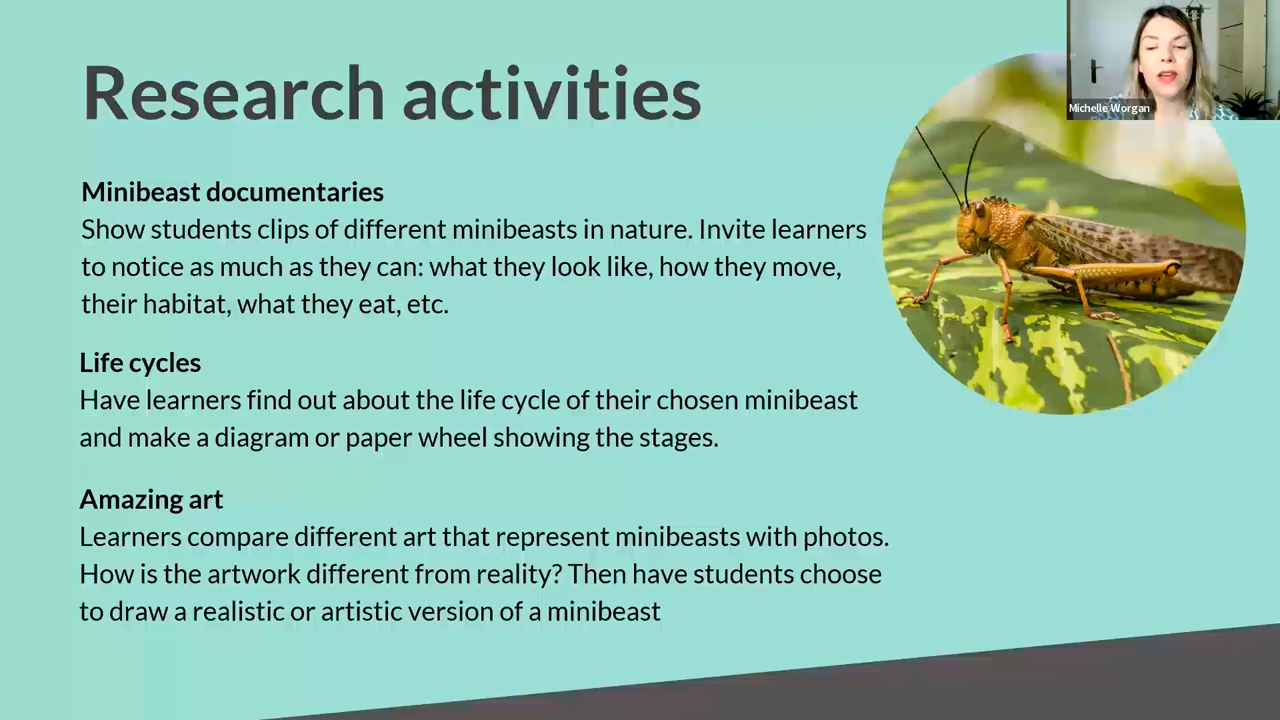 Research activities
Michelle Worgan
Minibeast documentaries
Show students clips of different minibeasts in nature. Invite learners
to notice as much as they can: what they look like, how they move,
their habitat, what they eat, etc.
Life cycles
Have learners find out about the life cycle of their chosen minibeast
and make a diagram or paper wheel showing the stages.
Amazing art
Learners compare different art that represent minibeasts with photos.
How is the artwork different from reality? Then have students choose
to draw a realistic or artistic version of a minibeast